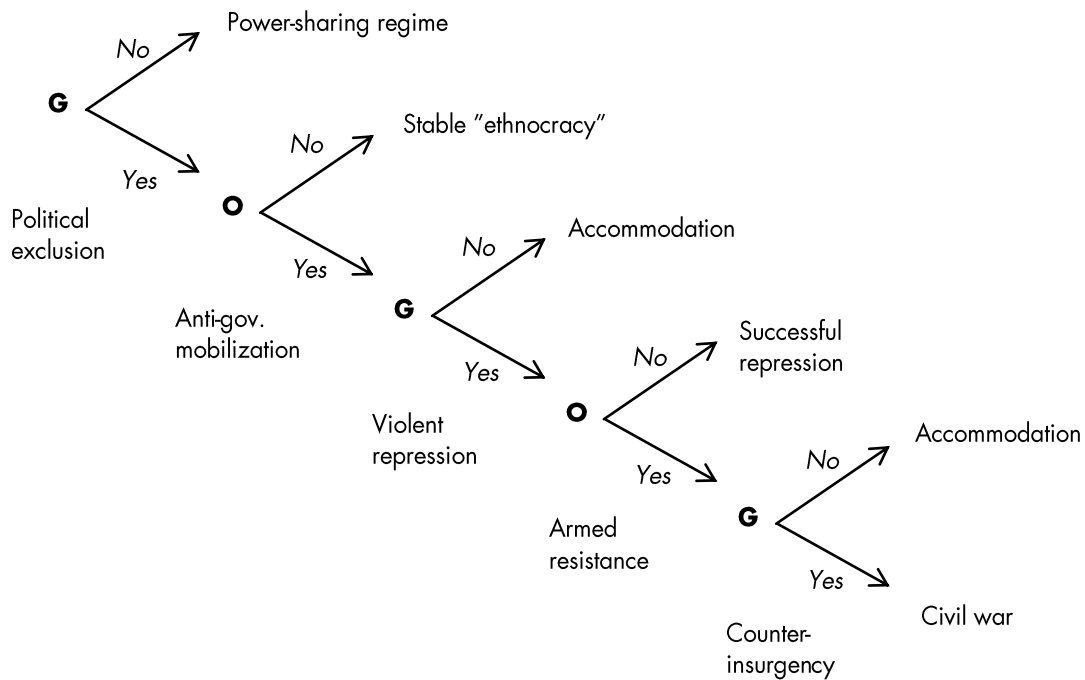 No
Power-sharing regime
G
Yes
Political
exclusion
No
Stable "ethnocracy"
O
Yes
Anti-gov.
mobilization
No
Accommodation
G
Yes
Violent
repression
No
Successful
repression
O
Yes
Armed
resistance
No
Accommodation
G
Yes
Civil war
Counter-
insurgency